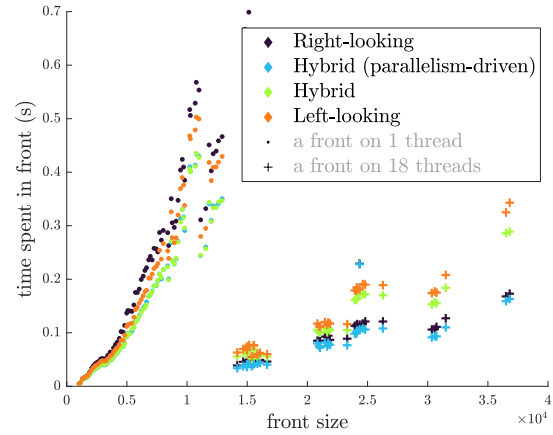 time spent in front (s)
0.7
0.6
0.5
0.4
0.3
0.2
0.1
0
Right-looking
Hybrid (parallelism-driven)
Hybrid
Left-looking
a front on 1 thread
a front on 18 threads
0 0.5 1 1.5 2 2.5 3 3.5 4
front size
×10⁴